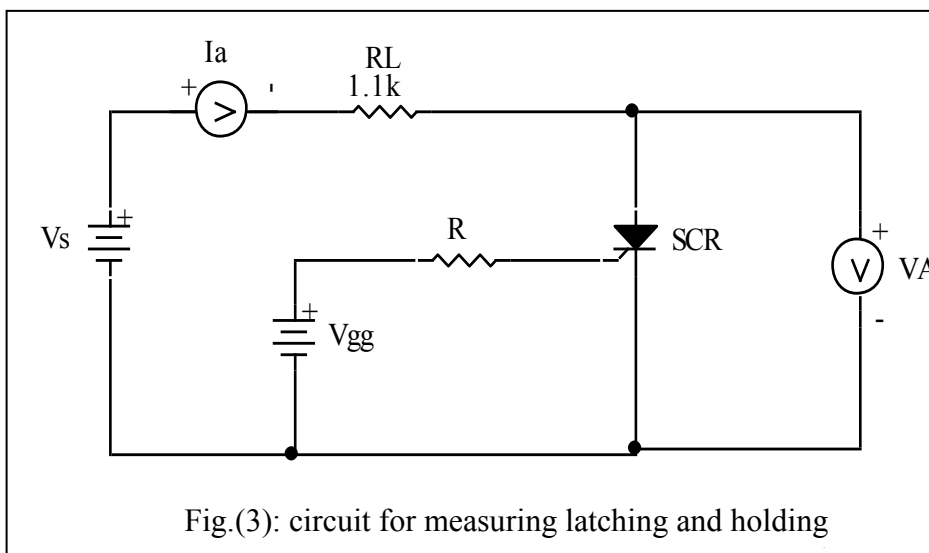 Ia
RL
+ -
1.1k
+
Vs
R
SCR
+
VA
+
Vgg
-
Fig.(3): circuit for measuring latching and holding